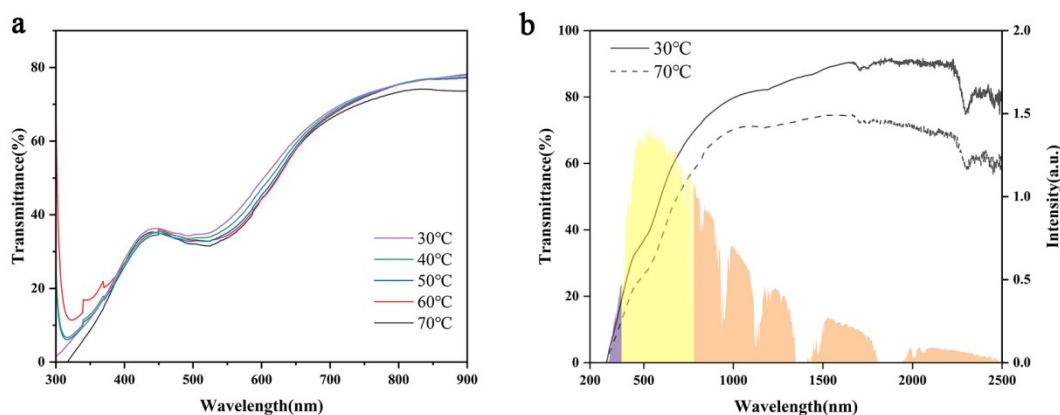 a
Transmittance(%)
80
60
40
20
0
300 400 500 600 700 800 900
Wavelength(nm)
30℃
40℃
50℃
60℃
70℃
b
Transmittance(%)
100
80
60
40
20
0
200 500 1000 1500 2000 2500
Wavelength(nm)
30℃
70℃
2.0
1.5
1.0
0.5
0.0
Intensity(a.u.)